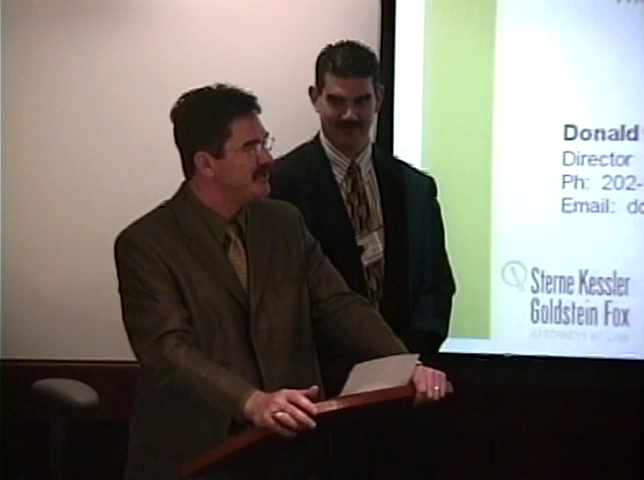 Donald
Director
Ph: 202-
Email: do
Sterne Kessler
Goldstein Fox
ATTORNEYS AT LAW